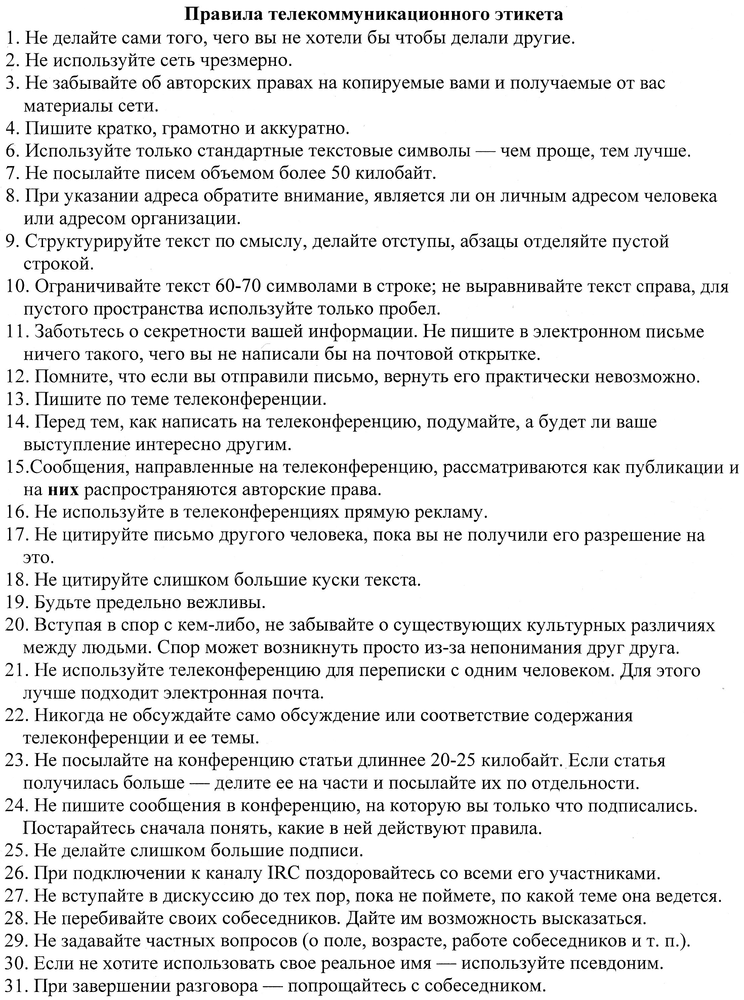 Правила телекоммуникационного этикета
1. Не делайте сами того, чего вы не хотели бы чтобы делали другие.
2. Не используйте сеть чрезмерно.
3. Не забывайте об авторских правах на копируемые вами и получаемые от вас
материалы сети.
4. Пишите кратко, грамотно и аккуратно.
6. Используйте только стандартные текстовые символы — чем проще, тем лучше.
7. Не посылайте писем объемом более 50 килобайт.
8. При указании адреса обратите внимание, является ли он личным адресом человека
или адресом организации.
9. Структурируйте текст по смыслу, делайте отступы, абзацы отделяйте пустой
строкой.
10. Ограничивайте текст 60-70 символами в строке; не выравнивайте текст справа, для
пустого пространства используйте только пробел.
11. Заботьтесь о секретности вашей информации. Не пишите в электронном письме
ничего такого, чего вы не написали бы на почтовой открытке.
12. Помните, что если вы отправили письмо, вернуть его практически невозможно.
13. Пишите по теме телеконференции.
14. Перед тем, как написать на телеконференцию, подумайте, а будет ли ваше
выступление интересно другим.
15.Сообщения, направленные на телеконференцию, рассматриваются как публикации и
на них распространяются авторские права.
16. Не используйте в телеконференциях прямую рекламу.
17. Не цитируйте письмо другого человека, пока вы не получили его разрешение на
это.
18. Не цитируйте слишком большие куски текста.
19. Будьте предельно вежливы.
20. Вступая в спор с кем-либо, не забывайте о существующих культурных различиях
между людьми. Спор может возникнуть просто из-за непонимания друг друга.
21. Не используйте телеконференцию для переписки с одним человеком. Для этого
лучше подходит электронная почта.
22. Никогда не обсуждайте само обсуждение или соответствие содержания
телеконференции и ее темы.
23. Не посылайте на конференцию статьи длиннее 20-25 килобайт. Если статья
получилась больше — делите ее на части и посылайте их по отдельности.
24. Не пишите сообщения в конференцию, на которую вы только что подписались.
Постарайтесь сначала понять, какие в ней действуют правила.
25. Не делайте слишком большие подписи.
26. При подключении к каналу IRC поздоровайтесь со всеми его участниками.
27. Не вступайте в дискуссию до тех пор, пока не поймете, по какой теме она ведется.
28. Не перебивайте своих собеседников. Дайте им возможность высказаться.
29. Не задавайте частных вопросов (о поле, возрасте, работе собеседников и т. п.).
30. Если не хотите использовать свое реальное имя — используйте псевдоним.
31. При завершении разговора — попрощайтесь с собеседником.